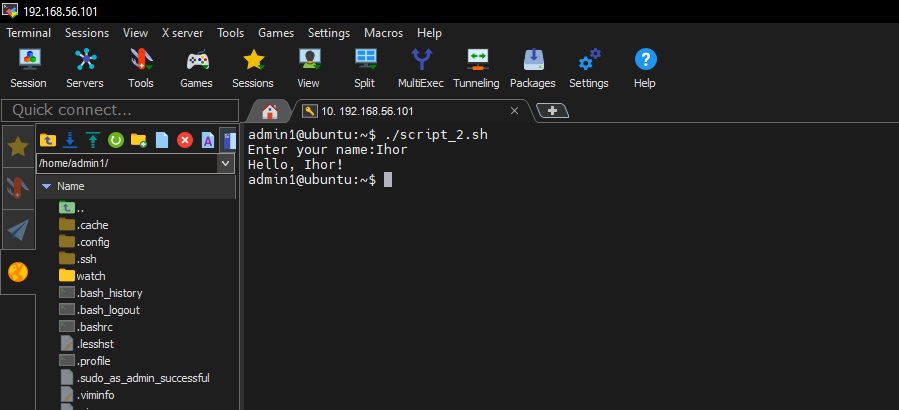 192.168.56.101
Terminal Sessions View X server Tools Games Settings Macros Help
Session Servers Tools Games Sessions View Split MultiExec Tunneling Packages Settings Help
Quick connect...
10. 192.168.56.101
/home/admin1/
Name
..
.cache
.config
.ssh
watch
.bash_history
.bash_logout
.bashrc
.lesshst
.profile
.sudo_as_admin_successful
.viminfo
admin1@ubuntu:~$ ./script_2.sh
Enter your name:Ihor
Hello, Ihor!
admin1@ubuntu:~$